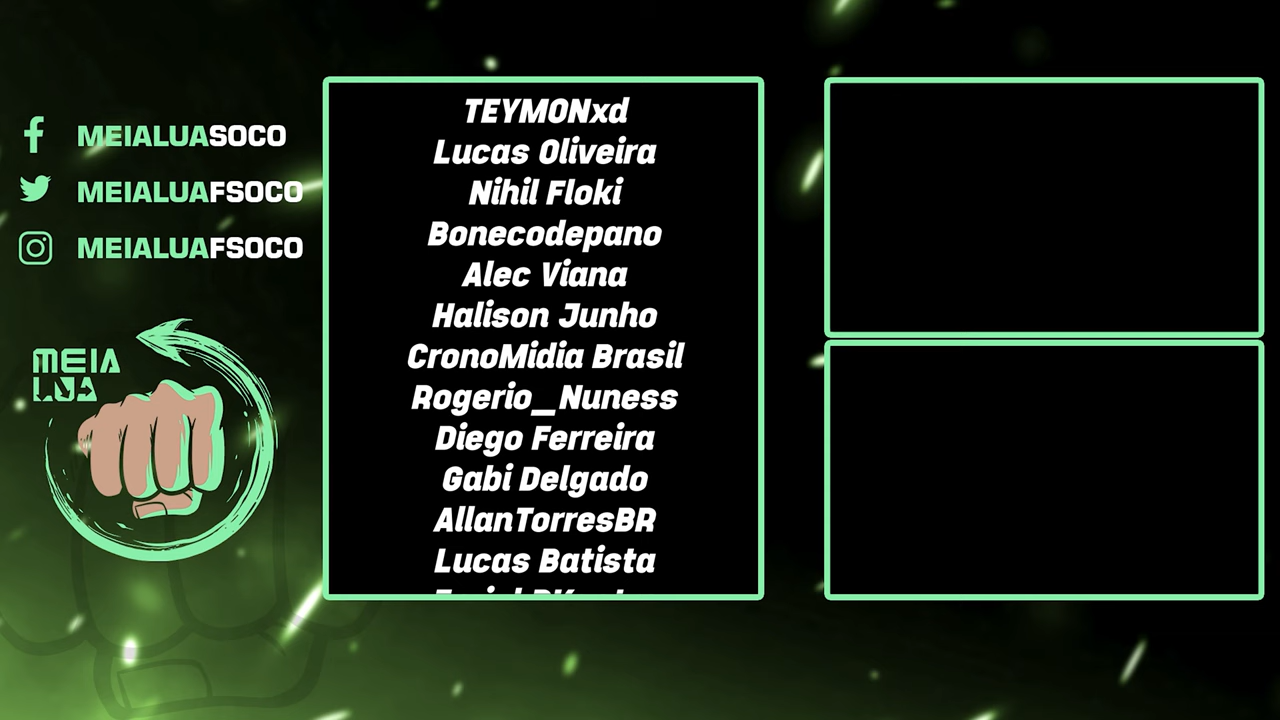 MEIALUASOCO
MEIALUAFSOCO
MEIALUAFSOCO
MEIA
LUA
TEYMONxd
Lucas Oliveira
Nihil Floki
Bonecodepano
Alec Viana
Halison Junho
CronoMidia Brasil
Rogerio_Nuness
Diego Ferreira
Gabi Delgado
AllanTorresBR
Lucas Batista